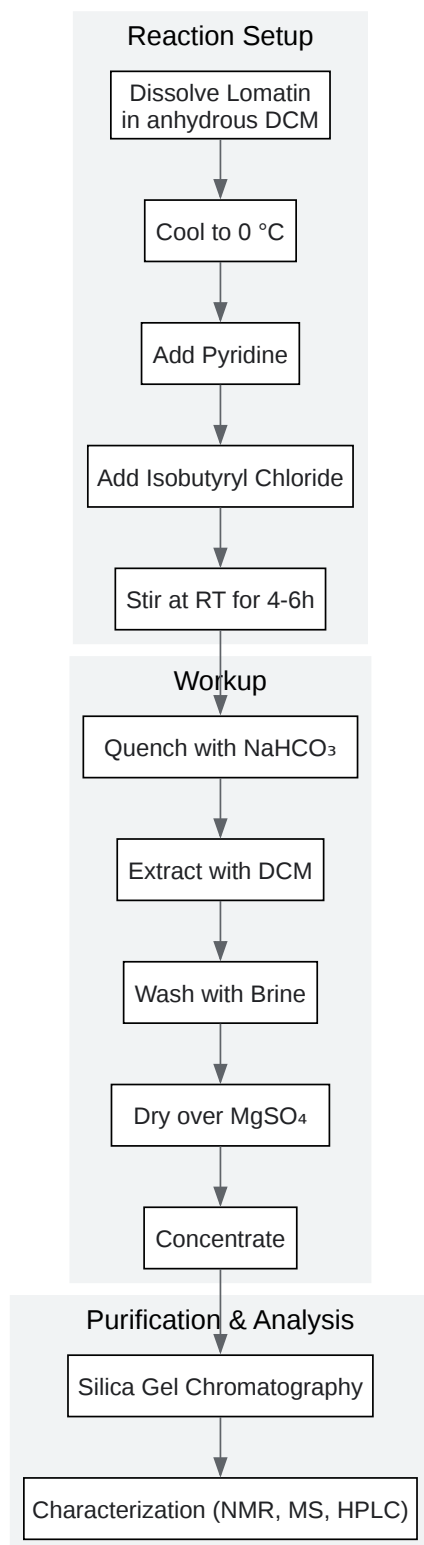 Reaction Setup
Dissolve Lomatin
in anhydrous DCM
Cool to 0 °C
Add Pyridine
Add Isobutyryl Chloride
Stir at RT for 4-6h
Workup
Quench with NaHCO₃
Extract with DCM
Wash with Brine
Dry over MgSO₄
Concentrate
Purification & Analysis
Silica Gel Chromatography
Characterization (NMR, MS, HPLC)